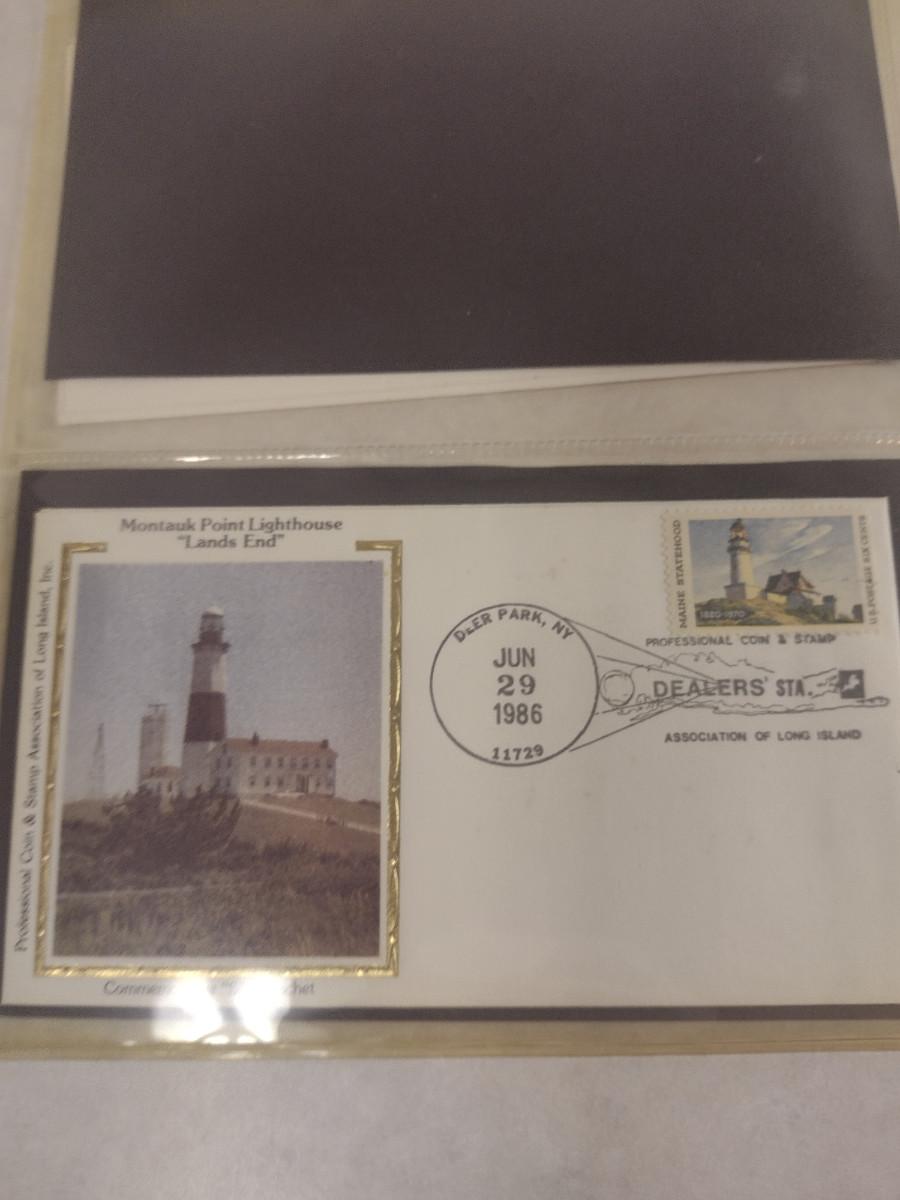 Montauk Point Lighthouse
"Lands End"
Professional Coin & Stamp Association of Long Island, Inc.
MAINE STATEHOOD
1820-1970
U.S. POSTAGE SIX CENTS
DEER PARK, NY
JUN
29
1986
11729
PROFESSIONAL COIN & STAMP
DEALERS' STA.
ASSOCIATION OF LONG ISLAND